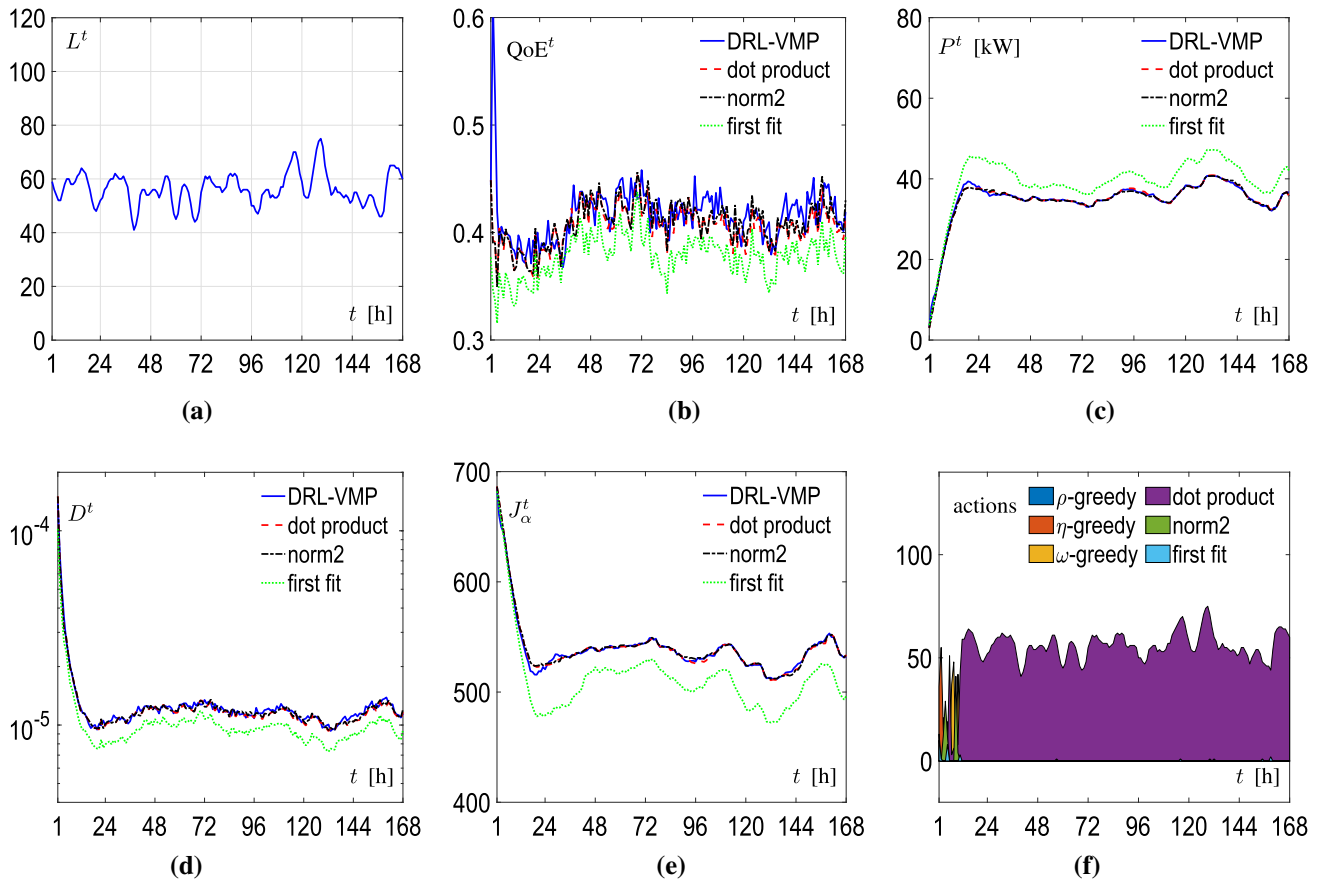 120
100
80
60
40
20
0
L^t
t [h]
1 24 48 72 96 120 144 168
(a)
0.6
0.5
0.4
0.3
QoE^t
DRL-VMP
dot product
norm2
first fit
t [h]
1 24 48 72 96 120 144 168
(b)
80
60
40
20
0
P^t [kW]
DRL-VMP
dot product
norm2
first fit
t [h]
1 24 48 72 96 120 144 168
(c)
10^-4
10^-5
D^t
DRL-VMP
dot product
norm2
first fit
t [h]
1 24 48 72 96 120 144 168
(d)
700
600
500
400
J_α^t
DRL-VMP
dot product
norm2
first fit
t [h]
1 24 48 72 96 120 144 168
(e)
100
50
0
actions
ρ-greedy
η-greedy
ω-greedy
dot product
norm2
first fit
t [h]
1 24 48 72 96 120 144 168
(f)